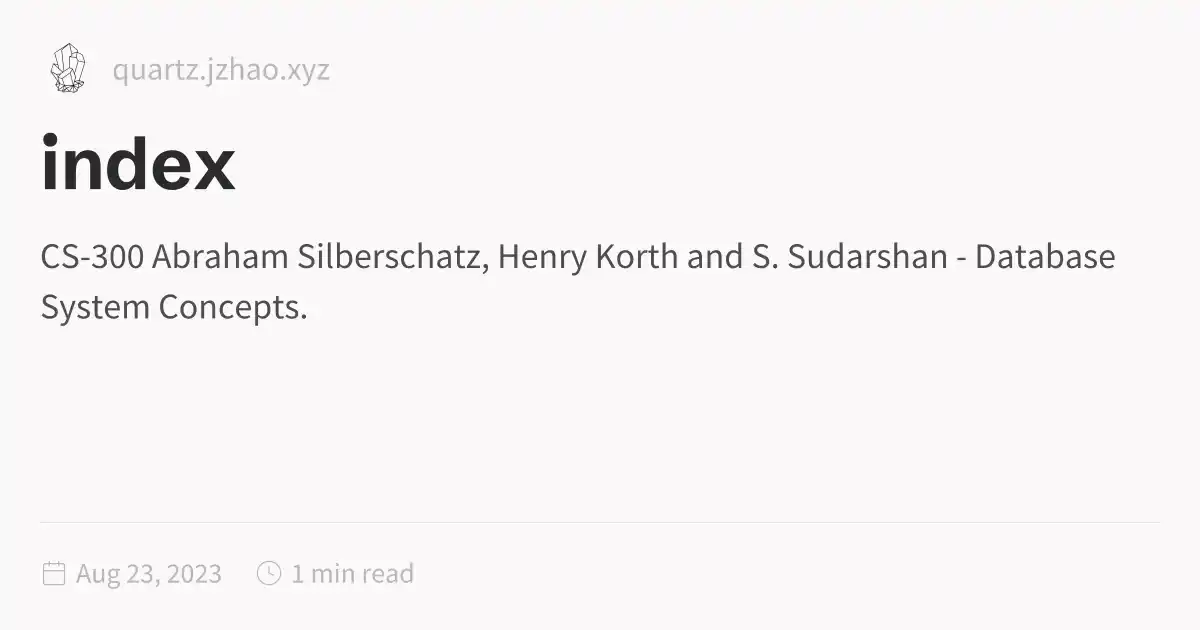 quartz.jzhao.xyz
index
CS-300 Abraham Silberschatz, Henry Korth and S. Sudarshan - Database
System Concepts.
Aug 23, 2023 1 min read